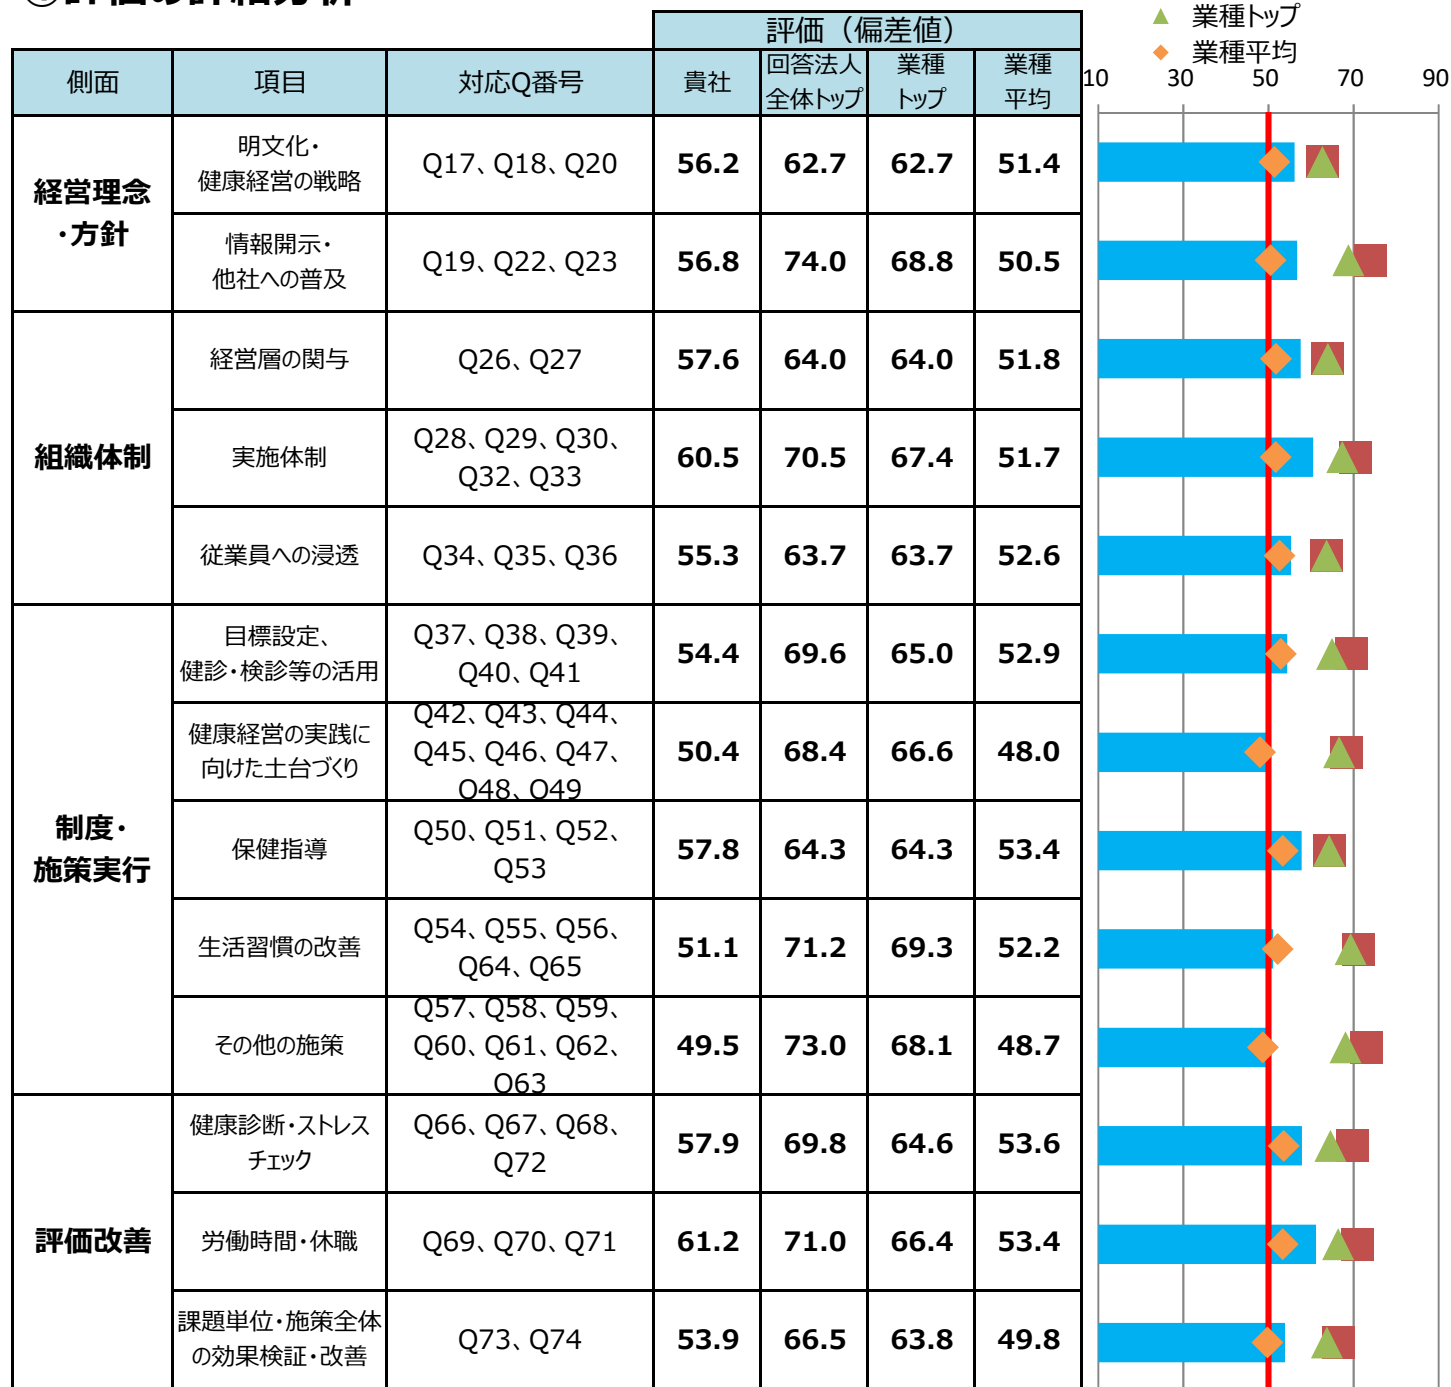 ③評価の詳細分析
▲ 業種トップ
◆ 業種平均
評価（偏差値）
側面 項目 対応Q番号 貴社 回答法人 業種 業種
全体トップ トップ 平均
10 30 50 70 90
経営理念
・方針
明文化・
健康経営の戦略
Q17、Q18、Q20 56.2 62.7 62.7 51.4
情報開示・
他社への普及
Q19、Q22、Q23 56.8 74.0 68.8 50.5
組織体制
経営層の関与 Q26、Q27 57.6 64.0 64.0 51.8
実施体制
Q28、Q29、Q30、
Q32、Q33
60.5 70.5 67.4 51.7
従業員への浸透 Q34、Q35、Q36 55.3 63.7 63.7 52.6
制度・
施策実行
目標設定、
健診・検診等の活用
Q37、Q38、Q39、
Q40、Q41
54.4 69.6 65.0 52.9
健康経営の実践に
向けた土台づくり
Q42、Q43、Q44、
Q45、Q46、Q47、
Q48、Q49
50.4 68.4 66.6 48.0
保健指導
Q50、Q51、Q52、
Q53
57.8 64.3 64.3 53.4
生活習慣の改善
Q54、Q55、Q56、
Q64、Q65
51.1 71.2 69.3 52.2
その他の施策
Q57、Q58、Q59、
Q60、Q61、Q62、
Q63
49.5 73.0 68.1 48.7
評価改善
健康診断・ストレス
チェック
Q66、Q67、Q68、
Q72
57.9 69.8 64.6 53.6
労働時間・休職 Q69、Q70、Q71 61.2 71.0 66.4 53.4
課題単位・施策全体
の効果検証・改善
Q73、Q74 53.9 66.5 63.8 49.8